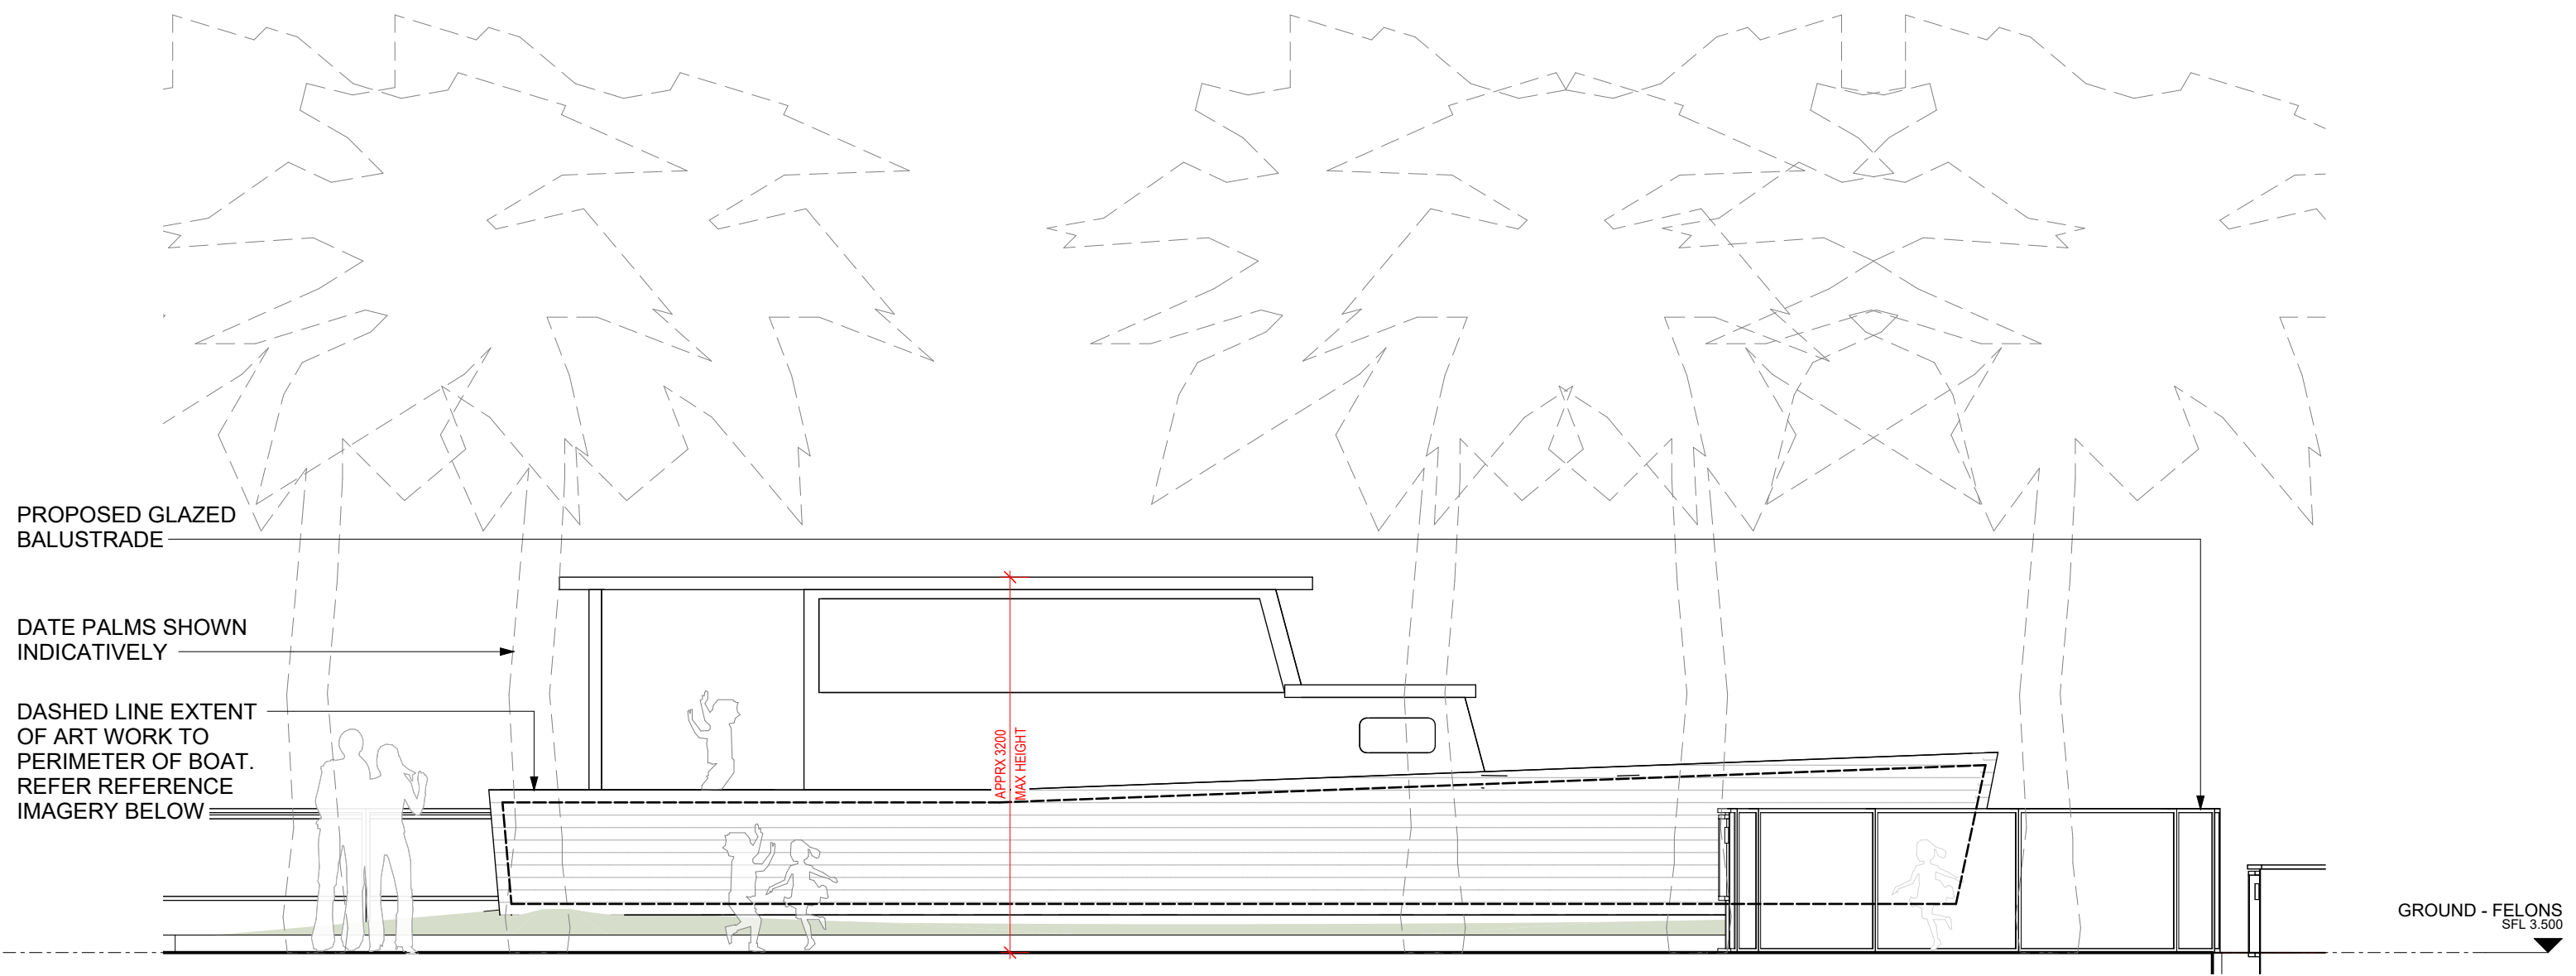 PROPOSED GLAZED
BALUSTRADE
DATE PALMS SHOWN
INDICATIVELY
DASHED LINE EXTENT
OF ART WORK TO
PERIMETER OF BOAT.
REFER REFERENCE
IMAGERY BELOW
APPRX 3200
MAX HEIGHT
GROUND - FELONS
SFL 3.500